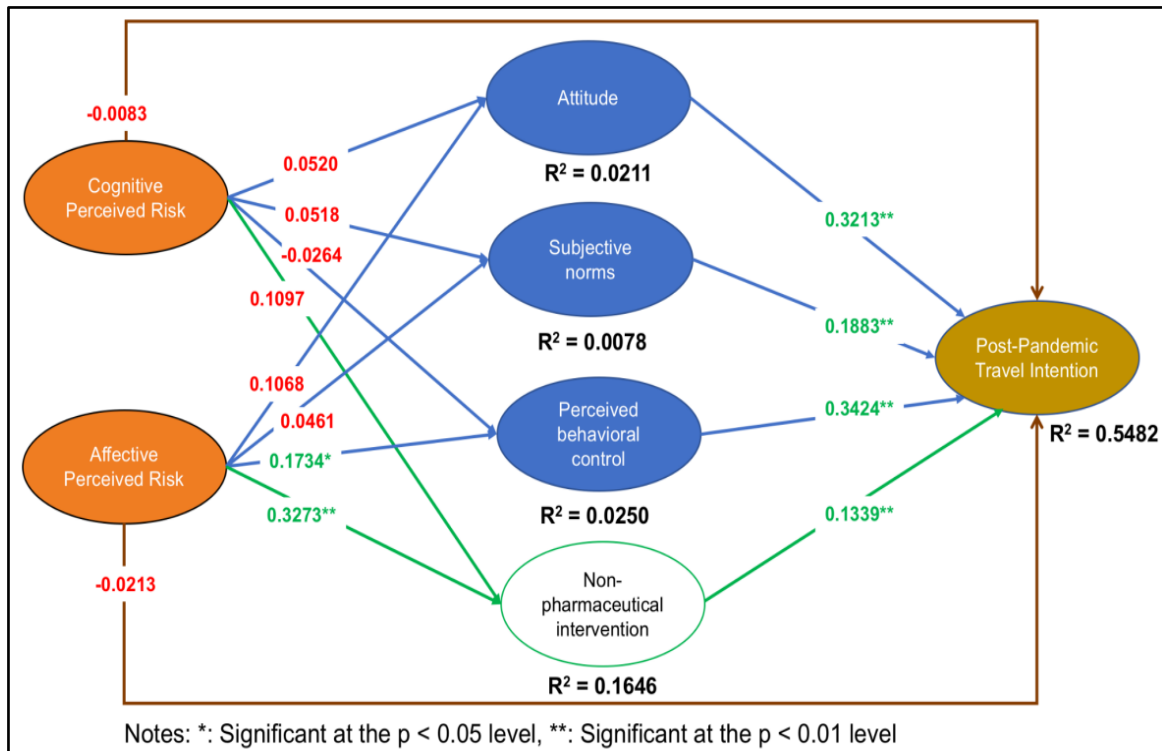 -0.0083
Attitude
R² = 0.0211
Cognitive
Perceived Risk
0.0520
0.0518
-0.0264
0.1097
0.3213**
Subjective
norms
R² = 0.0078
0.1883**
Post-Pandemic
Travel Intention
R² = 0.5482
0.1068
0.0461
0.1734*
0.3273**
Perceived
behavioral
control
R² = 0.0250
0.3424**
Affective
Perceived Risk
-0.0213
0.1339**
Non-
pharmaceutical
intervention
R² = 0.1646
Notes: *: Significant at the p < 0.05 level, **: Significant at the p < 0.01 level